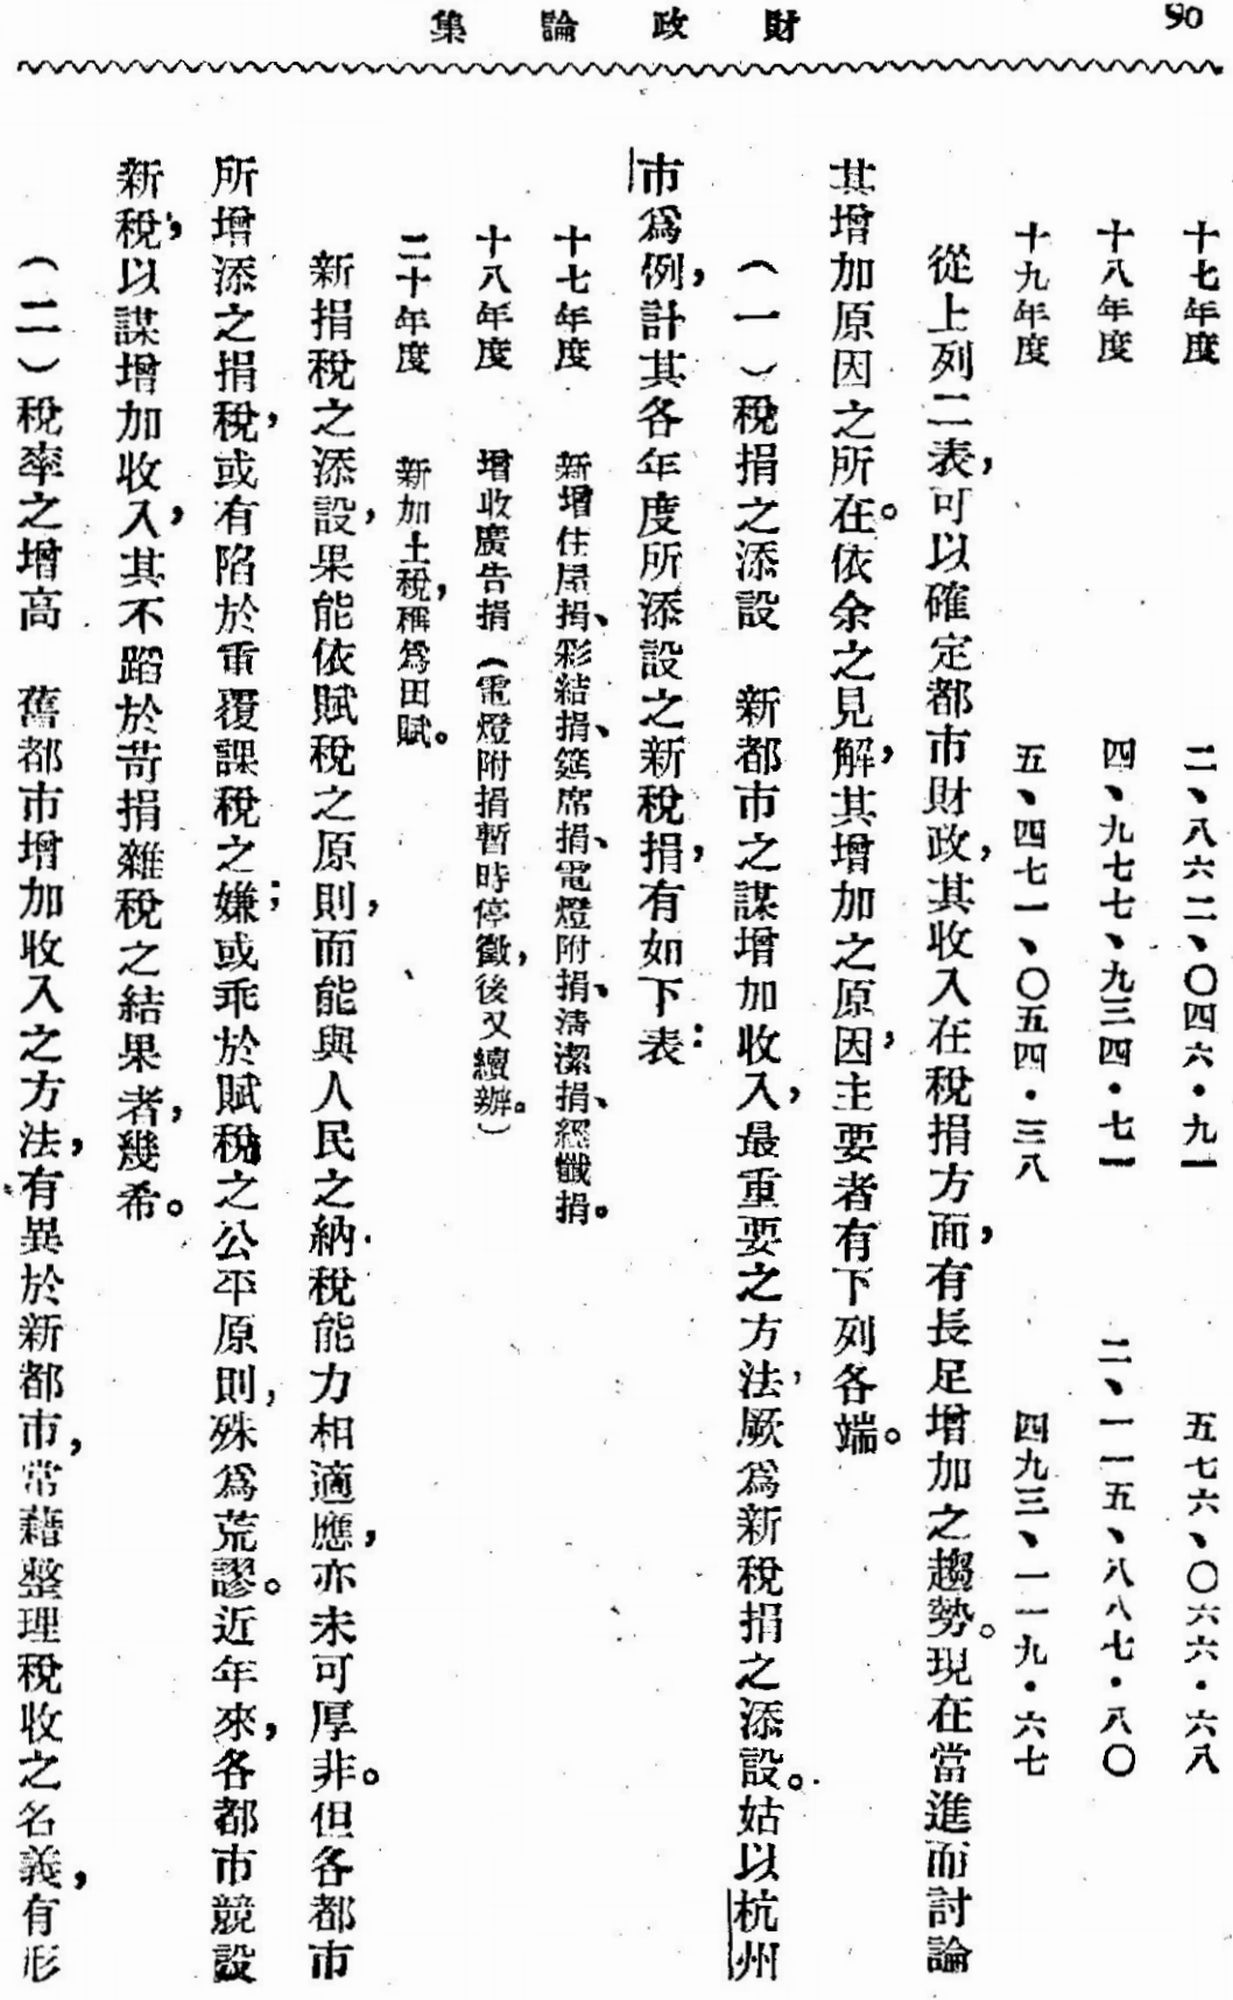 財政論集
90
十七年度　二、八六二、〇四六・九一　五七六、〇六六・六八
十八年度　四、九七七、九三四・七一　二、一一五、八八七・八〇
十九年度　五、四七一、〇五四・三八　四九三、一一九・六七
從上列二表，可以確定都市財政，其收入在稅捐方面，有長足增加之趨勢。現在當進而討論
其增加原因之所在。依余之見解，其增加之原因，主要者有下列各端。
（一）稅捐之添設　新都市之謀增加收入，最重要之方法，厥爲新稅捐之添設。姑以杭州
市爲例，計其各年度所添設之新稅捐，有如下表：
十七年度　新增住屋捐、彩結捐、筵席捐、電燈附捐、清潔捐、經懺捐。
十八年度　增收廣告捐（電燈附捐暫時停徵，後又續辦。）
二十年度　新加土稅，稱爲田賦。
新捐稅之添設，果能依賦稅之原則，而能與人民之納稅能力相適應，亦未可厚非。但各都市
所增添之捐稅，或有陷於重覆課稅之嫌；或乖於賦稅之公平原則，殊爲荒謬。近年來，各都市競設
新稅，以謀增加收入，其不蹈於苛捐雜稅之結果者，幾希。
（二）稅率之增高　舊都市增加收入之方法，有異於新都市，常藉整理稅收之名義，有形